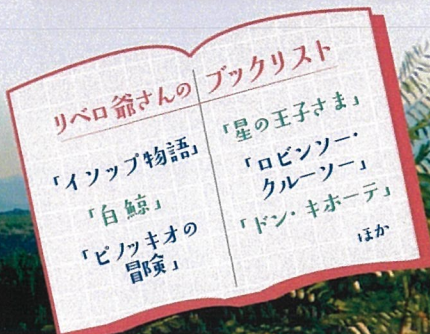 リベロ爺さんの ブックリスト
「イソップ物語」
「白鯨」
「ピノッキオの
冒険」
「星の王子さま」
「ロビンソー・
クルーソー」
「ドン・キホーテ」
ほか